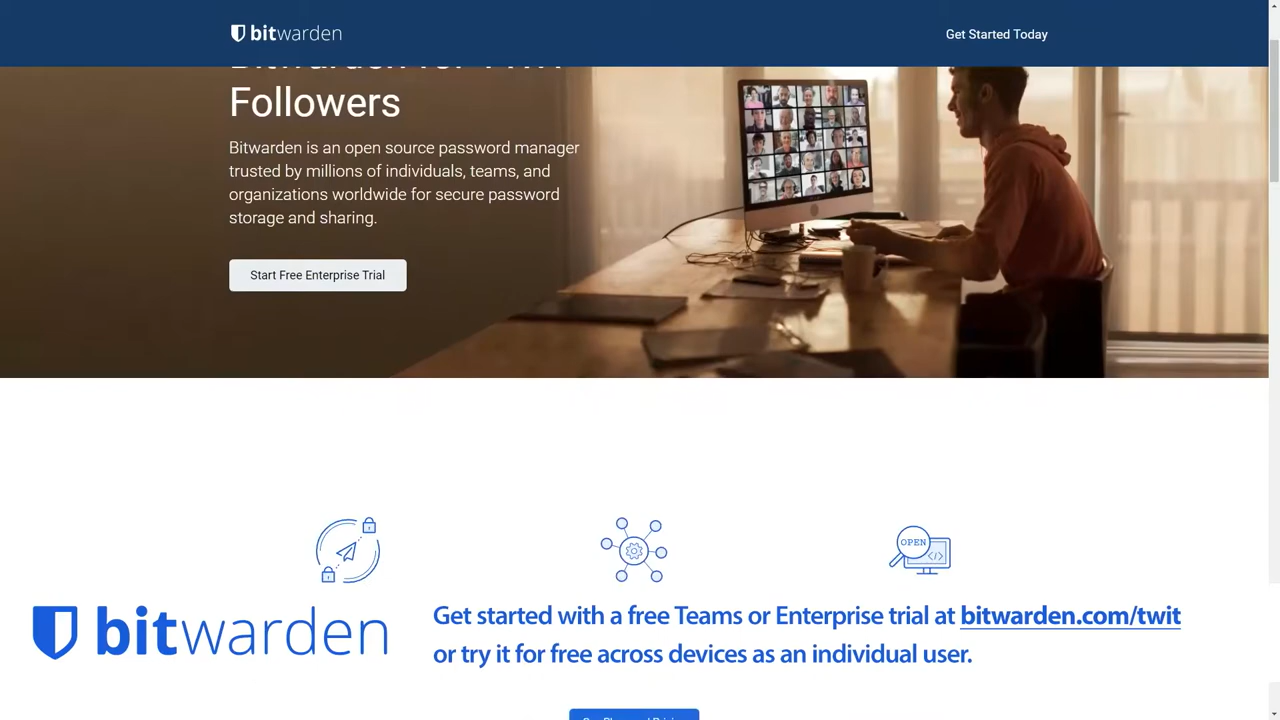 bitwarden
Get Started Today
Followers
Bitwarden is an open source password manager
trusted by millions of individuals, teams, and
organizations worldwide for secure password
storage and sharing.
Start Free Enterprise Trial
OPEN
</>
bitwarden
Get started with a free Teams or Enterprise trial at bitwarden.com/twit
or try it for free across devices as an individual user.